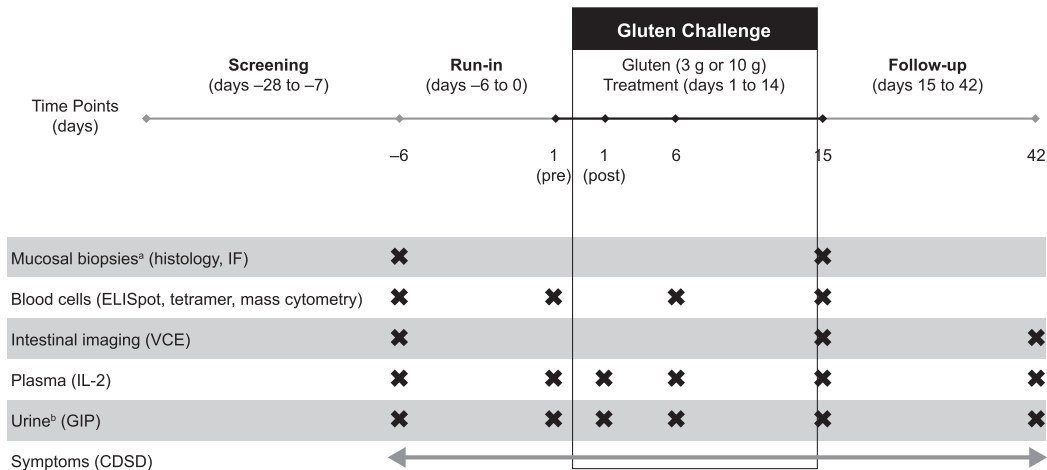 Gluten Challenge
Screening
(days –28 to –7)
Run-in
(days –6 to 0)
Gluten (3 g or 10 g)
Treatment (days 1 to 14)
Follow-up
(days 15 to 42)
Time Points
(days)
–6
1
(pre)
1
(post)
6
15
42
Mucosal biopsiesᵃ (histology, IF)
Blood cells (ELISpot, tetramer, mass cytometry)
Intestinal imaging (VCE)
Plasma (IL-2)
Urineᵇ (GIP)
Symptoms (CDSD)